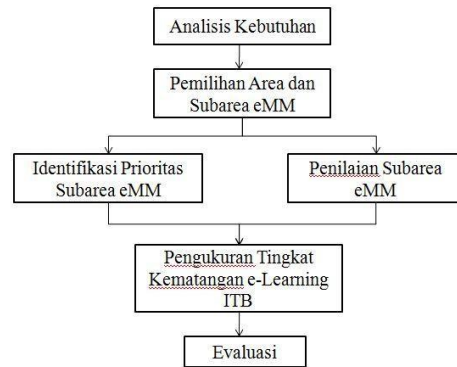 Analisis Kebutuhan
Pemilihan Area dan
Subarea eMM
Identifikasi Prioritas
Subarea eMM
Penilaian Subarea
eMM
Pengukuran Tingkat
Kematangan e-Learning
ITB
Evaluasi